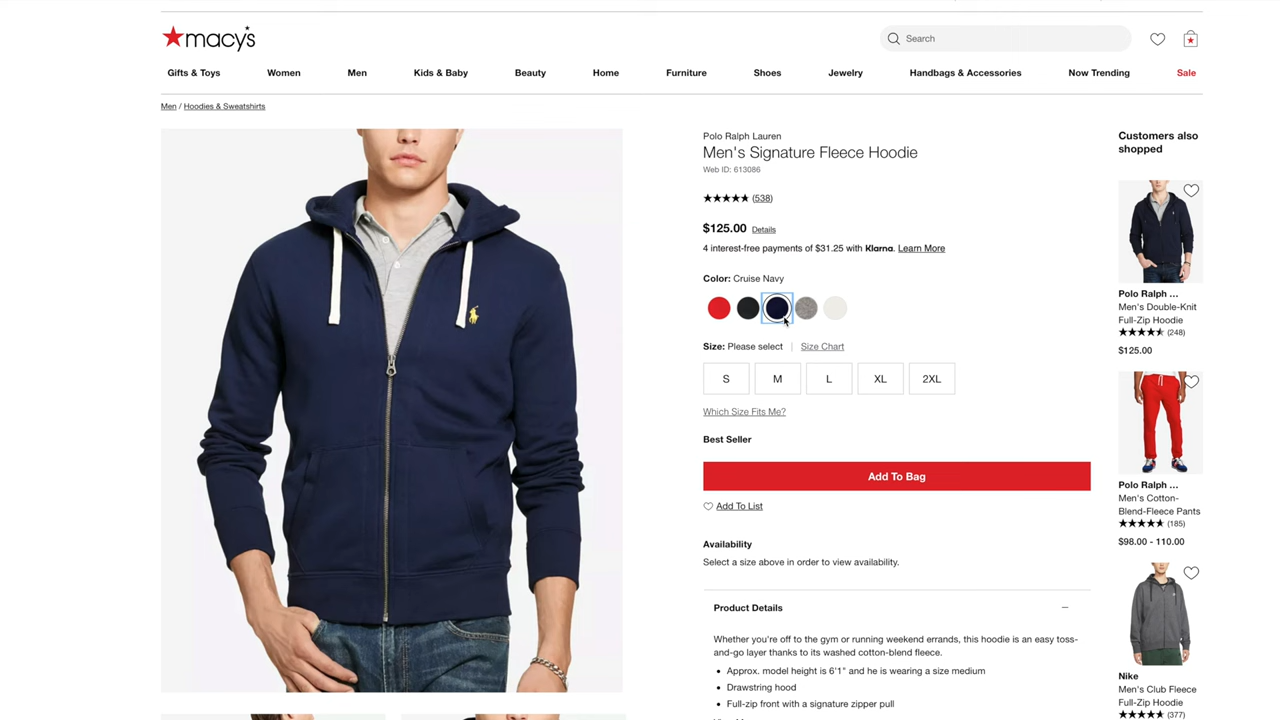 macy's
Search
Gifts & Toys Women Men Kids & Baby Beauty Home Furniture Shoes Jewelry Handbags & Accessories Now Trending Sale
Men / Hoodies & Sweatshirts
Polo Ralph Lauren
Men's Signature Fleece Hoodie
Web ID: 613086
(538)
$125.00 Details
4 interest-free payments of $31.25 with Klarna. Learn More
Color: Cruise Navy
Size: Please select | Size Chart
S M L XL 2XL
Which Size Fits Me?
Best Seller
Add To Bag
Add To List
Availability
Select a size above in order to view availability.
Product Details
Whether you're off to the gym or running weekend errands, this hoodie is an easy toss-
and-go layer thanks to its washed cotton-blend fleece.
• Approx. model height is 6'1" and he is wearing a size medium
• Drawstring hood
• Full-zip front with a signature zipper pull
Customers also
shopped
Polo Ralph ...
Men's Double-Knit
Full-Zip Hoodie
(248)
$125.00
Polo Ralph ...
Men's Cotton-
Blend-Fleece Pants
(185)
$98.00 - 110.00
Nike
Men's Club Fleece
Full-Zip Hoodie
(377)